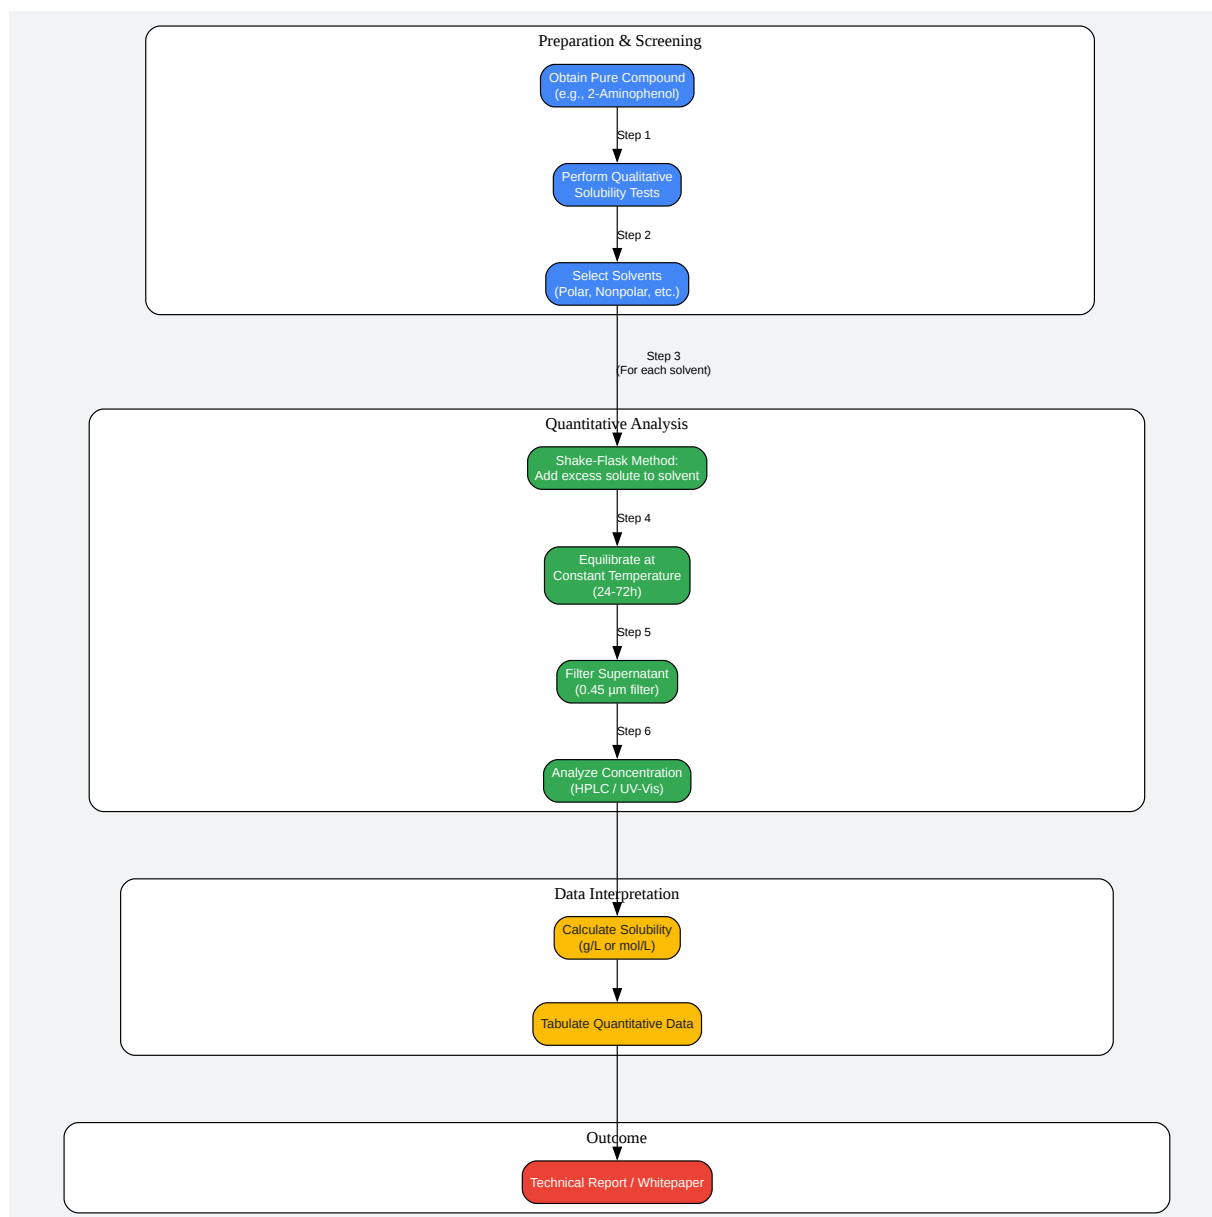 Preparation & Screening
Obtain Pure Compound
(e.g., 2-Aminophenol)
Step 1
Perform Qualitative
Solubility Tests
Step 2
Select Solvents
(Polar, Nonpolar, etc.)
Step 3
(For each solvent)
Quantitative Analysis
Shake-Flask Method:
Add excess solute to solvent
Step 4
Equilibrate at
Constant Temperature
(24-72h)
Step 5
Filter Supernatant
(0.45 µm filter)
Step 6
Analyze Concentration
(HPLC / UV-Vis)
Data Interpretation
Calculate Solubility
(g/L or mol/L)
Tabulate Quantitative Data
Outcome
Technical Report / Whitepaper